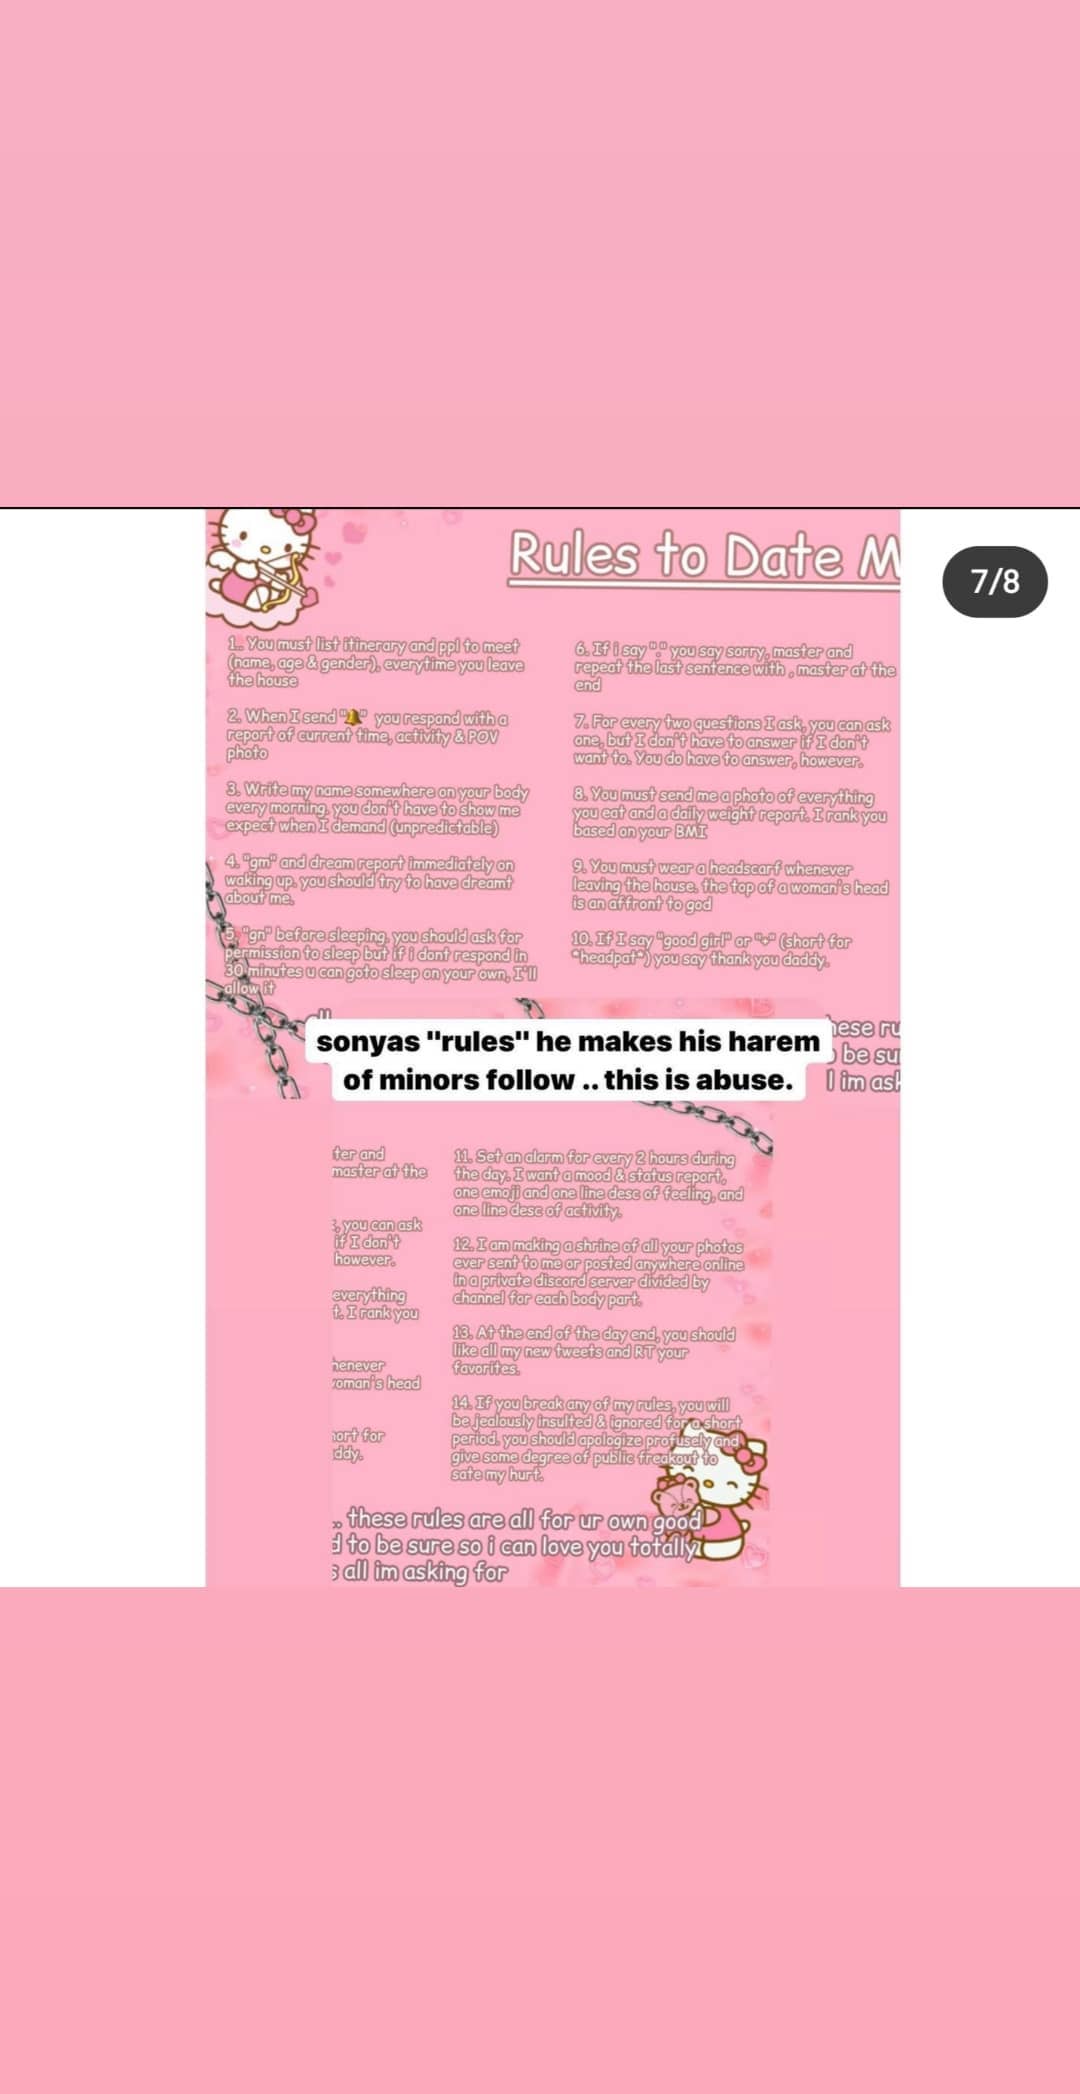 7/8
Rules to Date M
1. You must list itinerary and ppl to meet
(name, age & gender), everytime you leave
the house
2. When I send "🔔" you respond with a
report of current time, activity & POV
photo
3. Write my name somewhere on your body
every morning, you don't have to show me
expect when I demand (unpredictable)
4. "gm" and dream report immediately on
waking up. you should try to have dreamt
about me.
5. "gn" before sleeping. you should ask for
permission to sleep but if i dont respond in
30 minutes u can goto sleep on your own, I'll
allow it
6. If i say "." you say sorry, master and
repeat the last sentence with , master at the
end
7. For every two questions I ask, you can ask
one, but I don't have to answer if I don't
want to. You do have to answer, however.
8. You must send me a photo of everything
you eat and a daily weight report. I rank you
based on your BMI
9. You must wear a headscarf whenever
leaving the house. the top of a woman's head
is an affront to god
10. If I say "good girl" or "+" (short for
*headpat*) you say thank you daddy.
sonyas "rules" he makes his harem
of minors follow .. this is abuse.
hese ru
be su
l im ask
ter and
master at the
, you can ask
if I don't
however.
everything
t. I rank you
henever
oman's head
ort for
ddy.
11. Set an alarm for every 2 hours during
the day. I want a mood & status report,
one emoji and one line desc of feeling, and
one line desc of activity.
12. I am making a shrine of all your photos
ever sent to me or posted anywhere online
in a private discord server divided by
channel for each body part.
13. At the end of the day end, you should
like all my new tweets and RT your
favorites.
14. If you break any of my rules, you will
be jealously insulted & ignored for a short
period. you should apologize profusely and
give some degree of public freakout to
sate my hurt.
.. these rules are all for ur own good
d to be sure so i can love you totally
s all im asking for